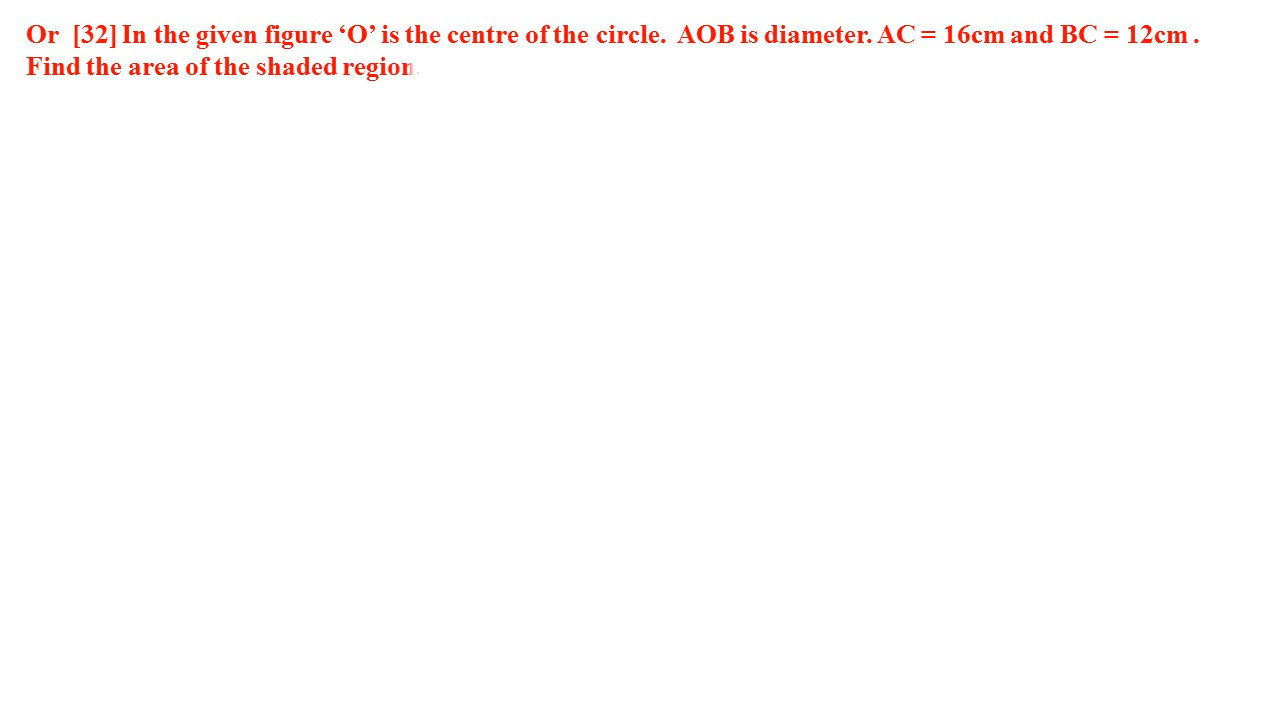 Or [32] In the given figure ‘O’ is the centre of the circle. AOB is diameter. AC = 16cm and BC = 12cm .
Find the area of the shaded region